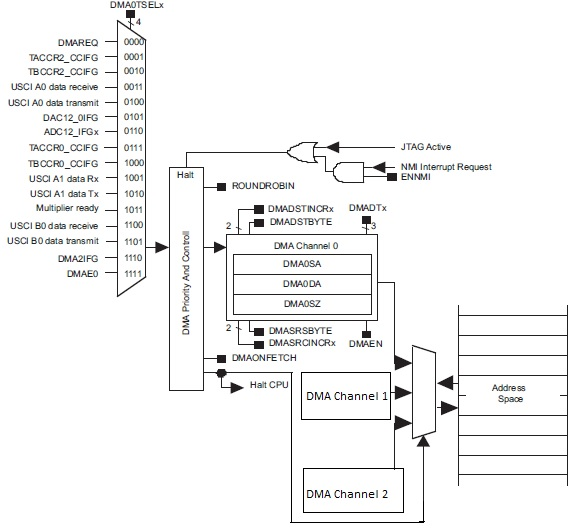 DMA0TSELx
4
DMAREQ 0000
TACCR2_CCIFG 0001
TBCCR2_CCIFG 0010
USCI A0 data receive 0011
USCI A0 data transmit 0100
DAC12_0IFG 0101
ADC12_IFGx 0110
TACCR0_CCIFG 0111
TBCCR0_CCIFG 1000
USCI A1 data Rx 1001
USCI A1 data Tx 1010
Multiplier ready 1011
USCI B0 data receive 1100
USCI B0 data transmit 1101
DMA2IFG 1110
DMAE0 1111
JTAG Active
NMI Interrupt Request
ENNMI
Halt
ROUNDROBIN
DMA Priority And Controll
2
DMADSTINCRx
DMADSTBYTE
DMADTx
3
DMA Channel 0
DMA0SA
DMA0DA
DMA0SZ
2
DMASRSBYTE
DMASRCINCRx
DMAEN
DMAONFETCH
Halt CPU
DMA Channel 1
DMA Channel 2
Address
Space